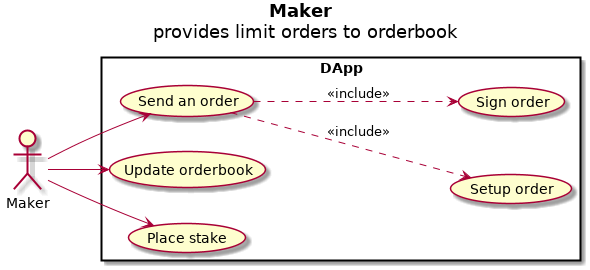 Maker
provides limit orders to orderbook
DApp
Send an order
«include»
Sign order
«include»
Update orderbook
Setup order
Maker
Place stake